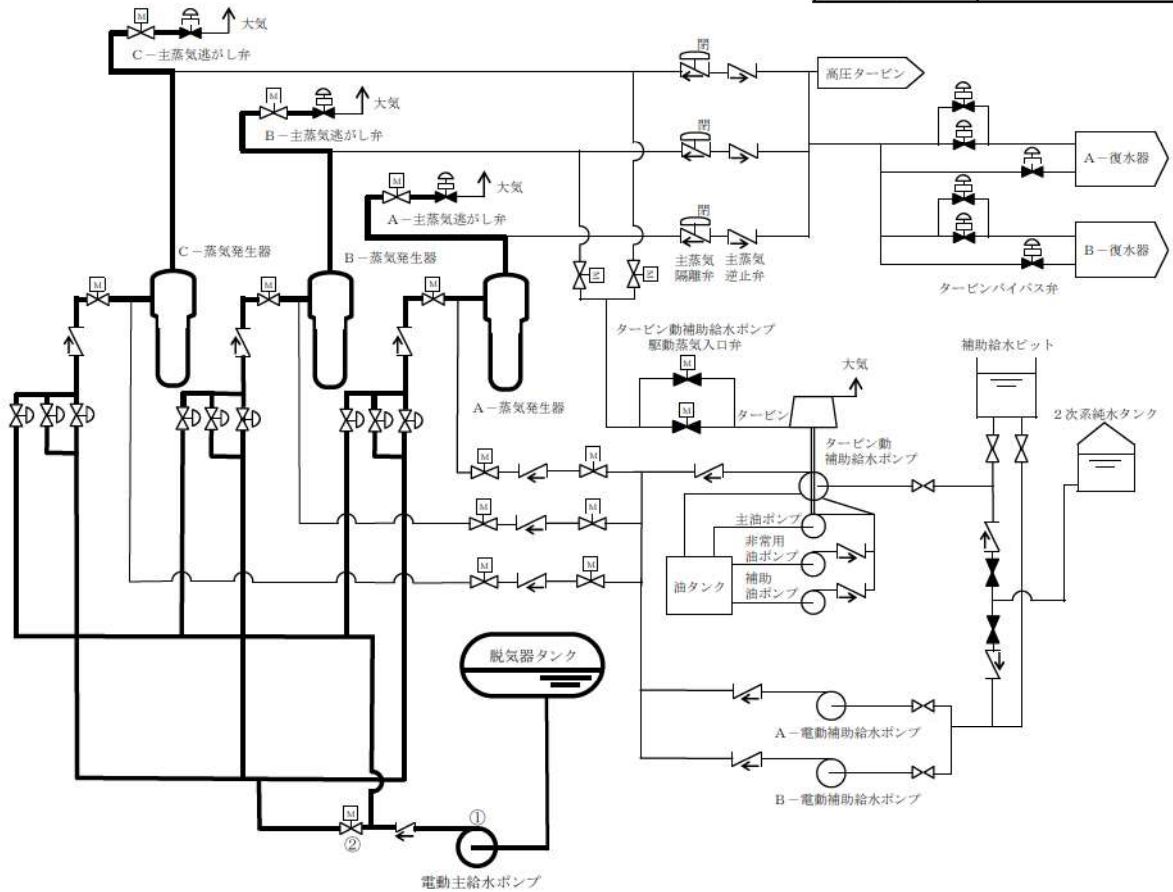 M
大気
C－主蒸気逃がし弁
閉
高圧タービン
M
大気
B－主蒸気逃がし弁
閉
A－復水器
M
大気
A－主蒸気逃がし弁
閉
B－復水器
主蒸気
隔離弁
主蒸気
逆止弁
タービンバイパス弁
C－蒸気発生器
B－蒸気発生器
A－蒸気発生器
M
M
M
M
M
タービン動補助給水ポンプ
駆動蒸気入口弁
M
M
タービン
大気
補助給水ピット
2次系純水タンク
タービン動
補助給水ポンプ
M
M
M
M
M
M
主油ポンプ
非常用
油ポンプ
補助
油ポンプ
油タンク
脱気器タンク
A－電動補助給水ポンプ
B－電動補助給水ポンプ
M
②
①
電動主給水ポンプ